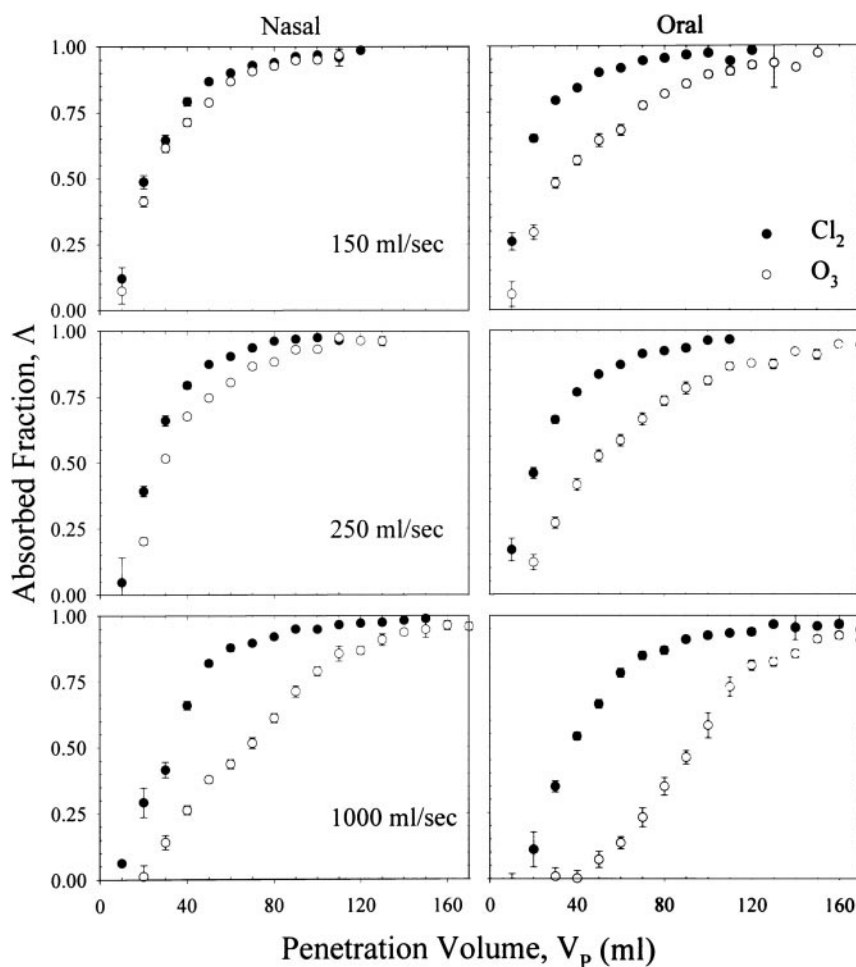 Nasal
Oral
1.00
0.75
0.50
0.25
0.00
150 ml/sec
Cl2
O3
1.00
0.75
0.50
0.25
0.00
250 ml/sec
1.00
0.75
0.50
0.25
0.00
1000 ml/sec
0 40 80 120 160
0 40 80 120 160
Absorbed Fraction, Λ
Penetration Volume, VP (ml)